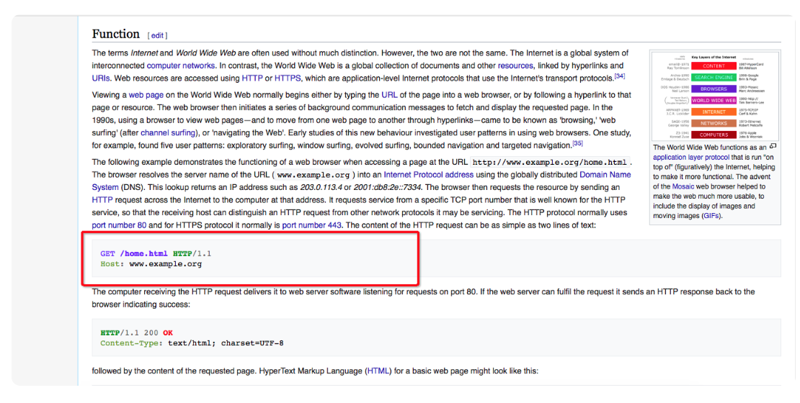 Function [ edit ]
The terms Internet and World Wide Web are often used without much distinction. However, the two are not the same. The Internet is a global system of
interconnected computer networks. In contrast, the World Wide Web is a global collection of documents and other resources, linked by hyperlinks and
URIs. Web resources are accessed using HTTP or HTTPS, which are application-level Internet protocols that use the Internet's transport protocols.[34]
Viewing a web page on the World Wide Web normally begins either by typing the URL of the page into a web browser, or by following a hyperlink to that
page or resource. The web browser then initiates a series of background communication messages to fetch and display the requested page. In the
1990s, using a browser to view web pages—and to move from one web page to another through hyperlinks—came to be known as 'browsing,' 'web
surfing' (after channel surfing), or 'navigating the Web'. Early studies of this new behaviour investigated user patterns in using web browsers. One study,
for example, found five user patterns: exploratory surfing, window surfing, evolved surfing, bounded navigation and targeted navigation.[35]
The following example demonstrates the functioning of a web browser when accessing a page at the URL http://www.example.org/home.html .
The browser resolves the server name of the URL ( www.example.org ) into an Internet Protocol address using the globally distributed Domain Name
System (DNS). This lookup returns an IP address such as 203.0.113.4 or 2001:db8:2e::7334. The browser then requests the resource by sending an
HTTP request across the Internet to the computer at that address. It requests service from a specific TCP port number that is well known for the HTTP
service, so that the receiving host can distinguish an HTTP request from other network protocols it may be servicing. The HTTP protocol normally uses
port number 80 and for HTTPS protocol it normally is port number 443. The content of the HTTP request can be as simple as two lines of text:
GET /home.html HTTP/1.1
Host: www.example.org
The computer receiving the HTTP request delivers it to web server software listening for requests on port 80. If the web server can fulfil the request it sends an HTTP response back to the
browser indicating success:
HTTP/1.1 200 OK
Content-Type: text/html; charset=UTF-8
followed by the content of the requested page. HyperText Markup Language (HTML) for a basic web page might look like this:
Key Layers of the Internet
CONTENT
SEARCH ENGINE
BROWSERS
WORLD WIDE WEB
INTERNET
NETWORKS
COMPUTERS
The World Wide Web functions as an
application layer protocol that is run "on
top of" (figuratively) the Internet, helping
to make it more functional. The advent
of the Mosaic web browser helped to
make the web much more usable, to
include the display of images and
moving images (GIFs).